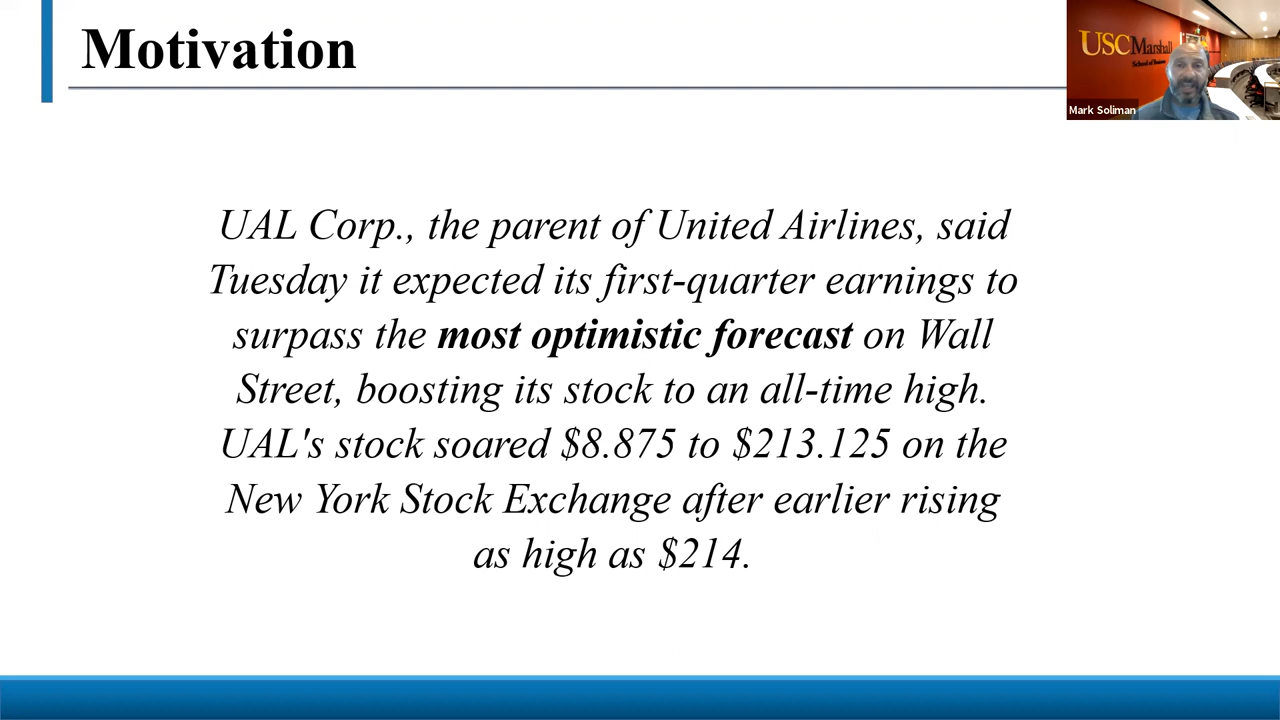 Motivation
USC Marshall
School of Business
Mark Soliman
UAL Corp., the parent of United Airlines, said
Tuesday it expected its first-quarter earnings to
surpass the most optimistic forecast on Wall
Street, boosting its stock to an all-time high.
UAL's stock soared $8.875 to $213.125 on the
New York Stock Exchange after earlier rising
as high as $214.